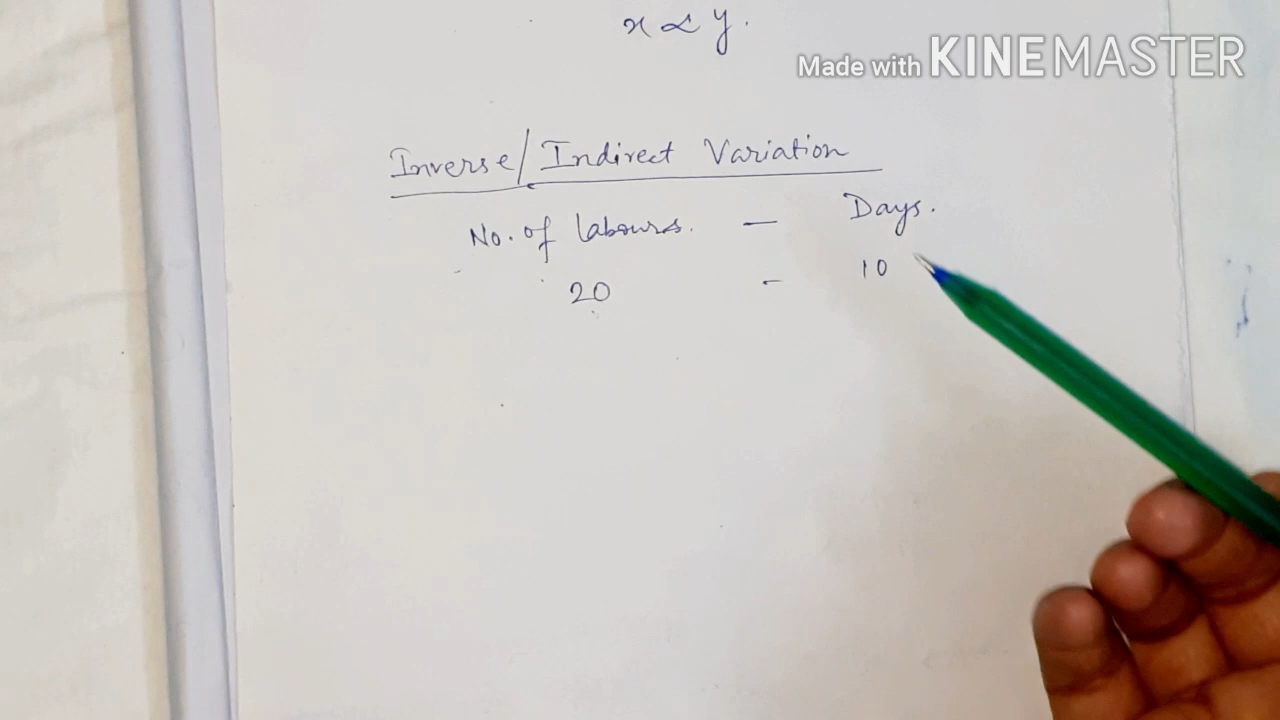 x ∝ y.
Made with KINEMASTER
Inverse/Indirect Variation
No. of labours. — Days.
20 - 10